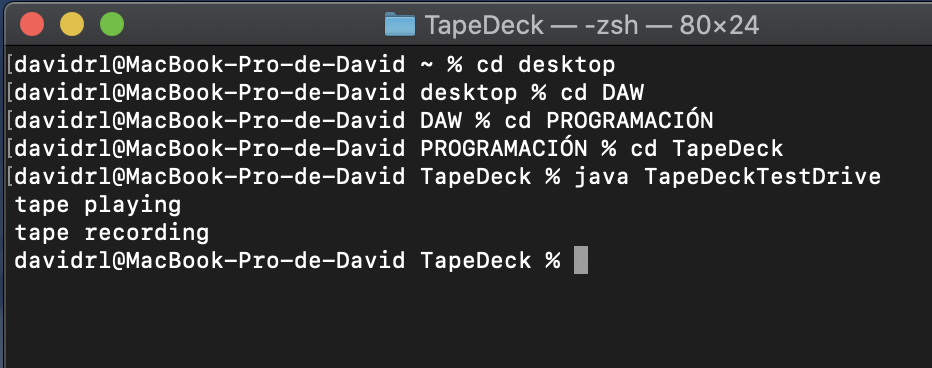 TapeDeck — -zsh — 80×24
[davidrl@MacBook-Pro-de-David ~ % cd desktop
[davidrl@MacBook-Pro-de-David desktop % cd DAW
[davidrl@MacBook-Pro-de-David DAW % cd PROGRAMACIÓN
[davidrl@MacBook-Pro-de-David PROGRAMACIÓN % cd TapeDeck
[davidrl@MacBook-Pro-de-David TapeDeck % java TapeDeckTestDrive
tape playing
tape recording
davidrl@MacBook-Pro-de-David TapeDeck %